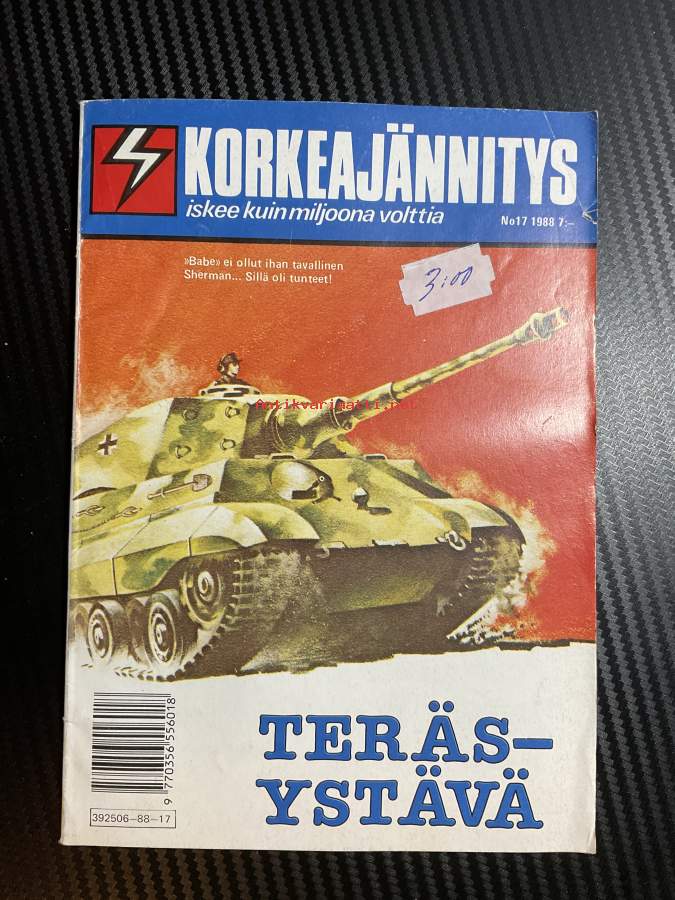 KORKEAJÄNNITYS
iskee kuin miljoona volttia
No17 1988 7:-
»Babe» ei ollut ihan tavallinen
Sherman... Sillä oli tunteet!
3:00
Antikvariaatti.net
TERÄS-
YSTÄVÄ
9 770356 556018
392506-88-17